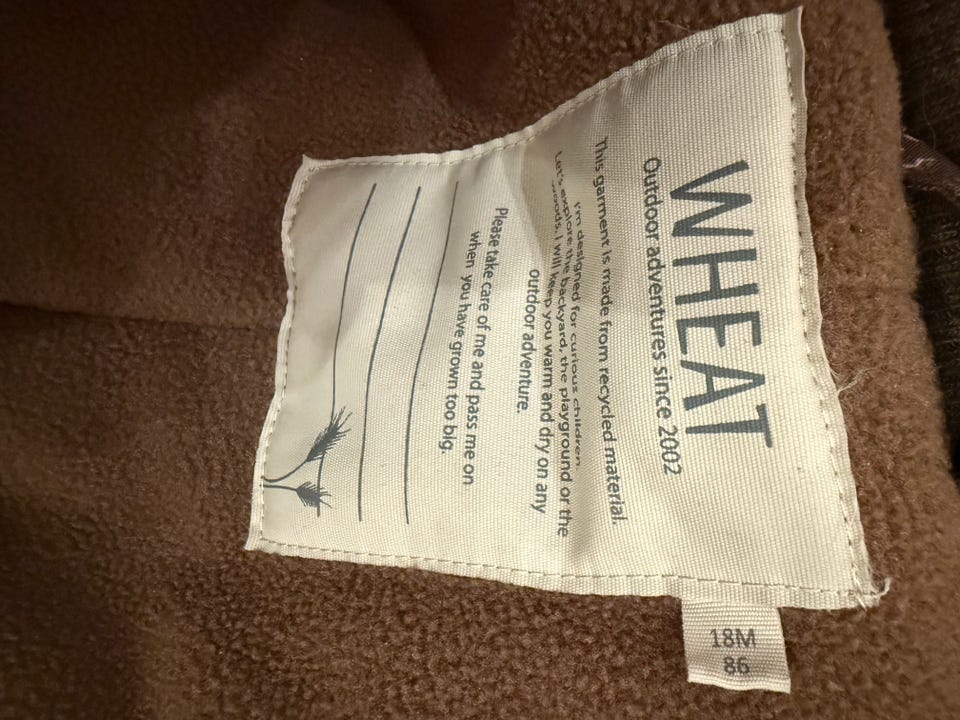 WHEAT
Outdoor adventures since 2002
This garment is made from recycled material.
I'm designed for curious children.
Let's explore the backyard, the playground or the
woods. I will keep you warm and dry on any
outdoor adventure.
Please take care of me and pass me on
when you have grown too big.
18M
86